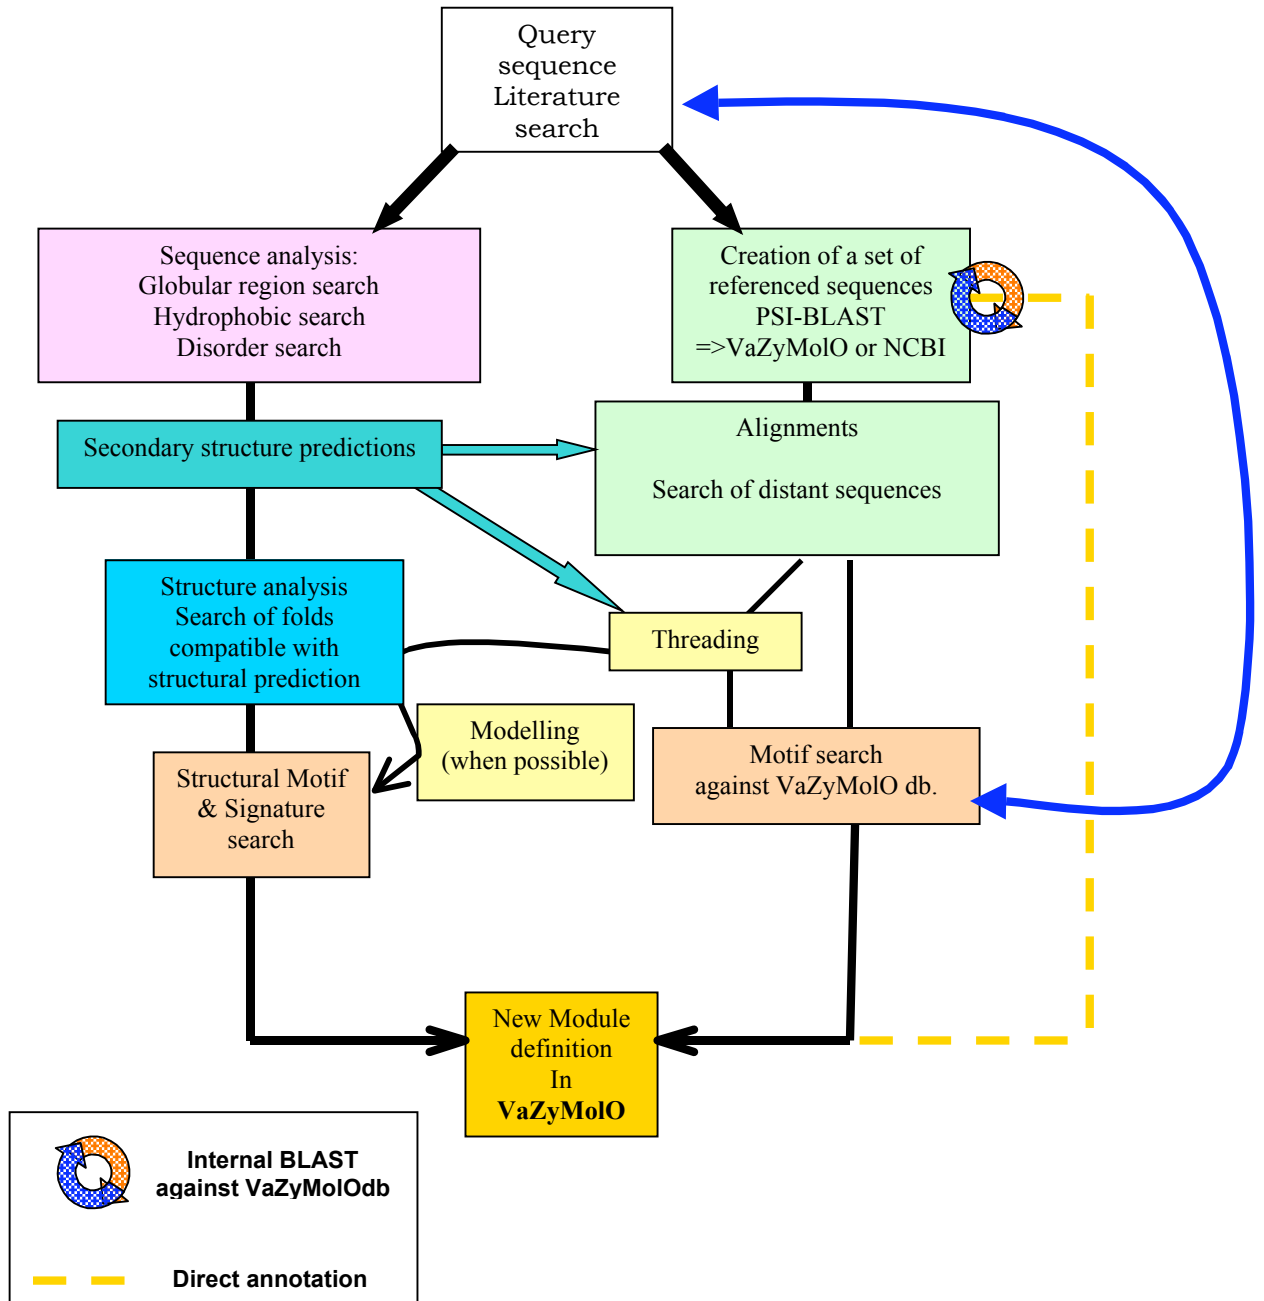 Query
sequence
Literature
search
Sequence analysis:
Globular region search
Hydrophobic search
Disorder search
Creation of a set of
referenced sequences
PSI-BLAST
=>VaZyMolO or NCBI
Secondary structure predictions
Alignments
Search of distant sequences
Structure analysis
Search of folds
compatible with
structural prediction
Threading
Modelling
(when possible)
Structural Motif
& Signature
search
Motif search
against VaZyMolO db.
New Module
definition
In
VaZyMolO
Internal BLAST
against VaZyMolOdb
Direct annotation